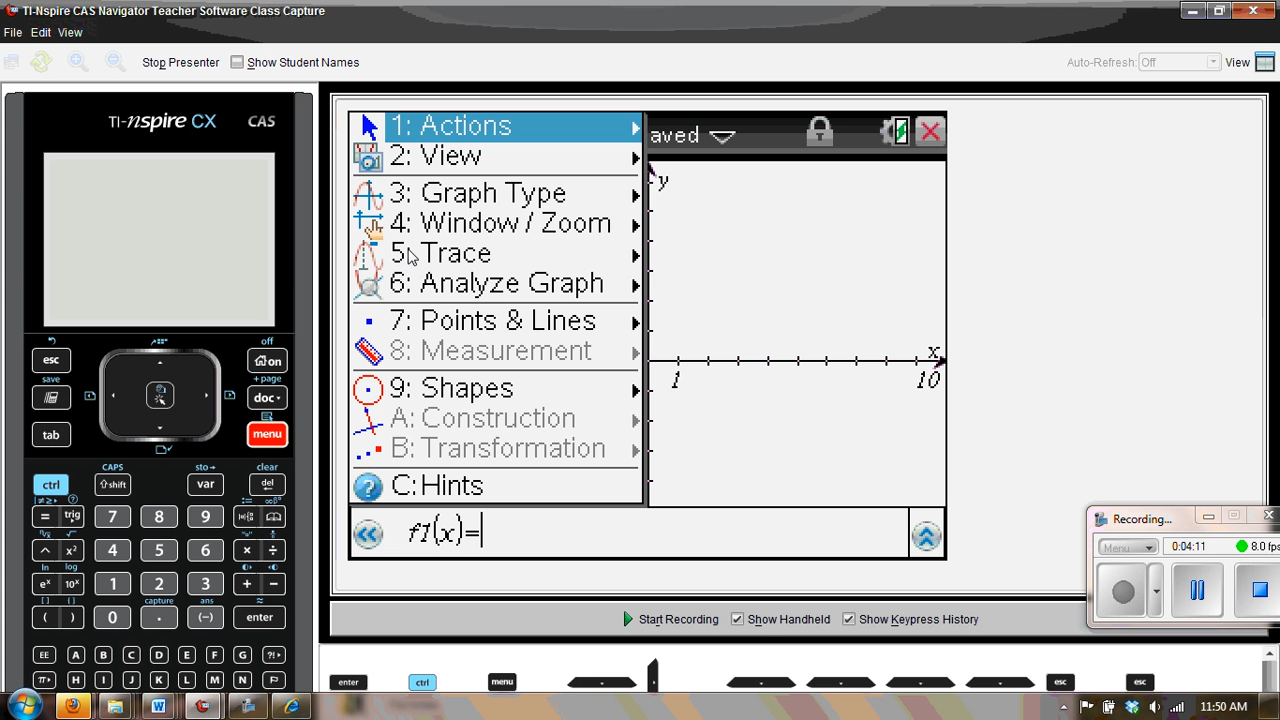 TI-Nspire CAS Navigator Teacher Software Class Capture
File Edit View
Stop Presenter Show Student Names Auto-Refresh: Off View
TI-nspire CX CAS
off
esc on
save + page
doc
tab menu
CAPS sto→ clear
ctrl shift var del
= trig 7 8 9
^ x² 4 5 6 × ÷
ln log
eˣ 10ˣ 1 2 3 + −
[ ] { } capture ans ≈
( ) 0 . (−) enter
EE A B C D E F G ?!
π H I J K L M N
1: Actions
2: View
3: Graph Type
4: Window / Zoom
5: Trace
6: Analyze Graph
7: Points & Lines
8: Measurement
9: Shapes
A: Construction
B: Transformation
C: Hints
aved
y
x
1 10
f1(x)=
Recording...
Menu 0:04:11 8.0 fps
Start Recording Show Handheld Show Keypress History
enter ctrl menu esc esc
11:50 AM